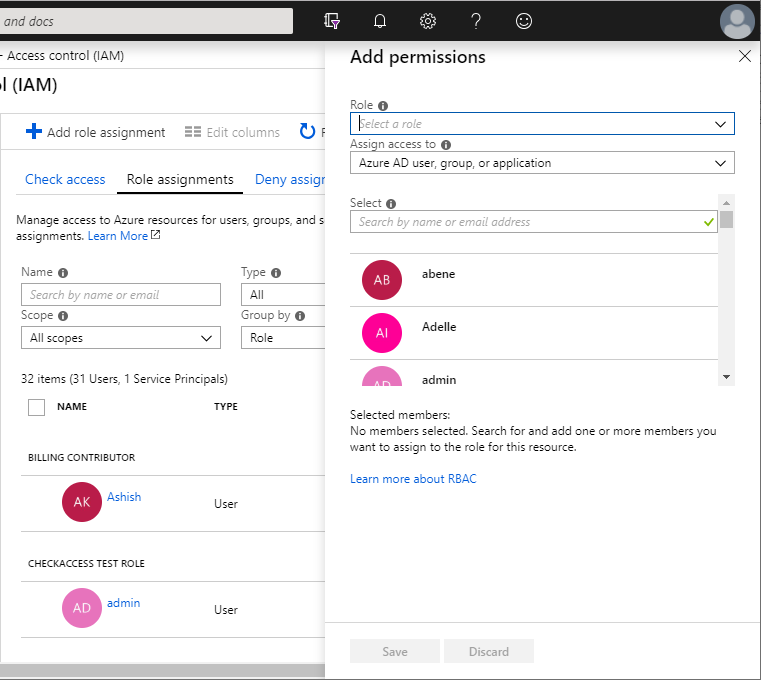 and docs
Access control (IAM)
(IAM)
Add role assignment
Edit columns
Check access
Role assignments
Deny assign
Manage access to Azure resources for users, groups, and
assignments. Learn More
Name
Type
Search by name or email
All
Scope
Group by
All scopes
Role
32 items (31 Users, 1 Service Principals)
NAME
TYPE
BILLING CONTRIBUTOR
AK
Ashish
User
CHECKACCESS TEST ROLE
AD
admin
User
Add permissions
Role
Select a role
Assign access to
Azure AD user, group, or application
Select
Search by name or email address
AB
abene
AI
Adelle
AD
admin
Selected members:
No members selected. Search for and add one or more members you
want to assign to the role for this resource.
Learn more about RBAC
Save
Discard